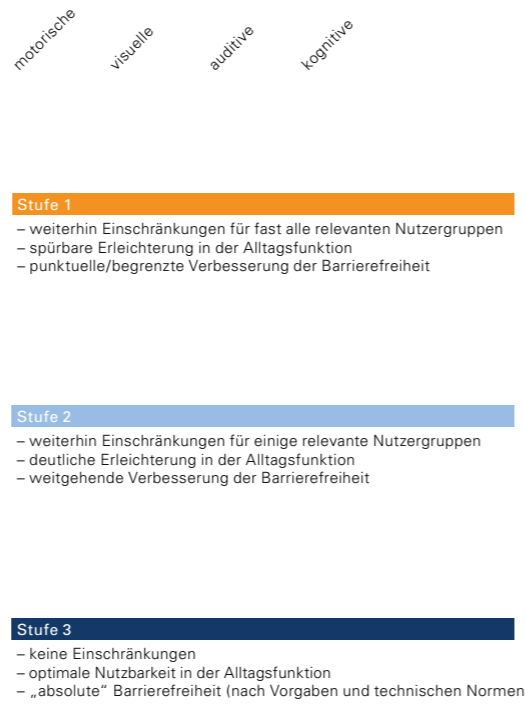 motorische
visuelle
auditive
kognitive
Stufe 1
– weiterhin Einschränkungen für fast alle relevanten Nutzergruppen
– spürbare Erleichterung in der Alltagsfunktion
– punktuelle/begrenzte Verbesserung der Barrierefreiheit
Stufe 2
– weiterhin Einschränkungen für einige relevante Nutzergruppen
– deutliche Erleichterung in der Alltagsfunktion
– weitgehende Verbesserung der Barrierefreiheit
Stufe 3
– keine Einschränkungen
– optimale Nutzbarkeit in der Alltagsfunktion
– „absolute“ Barrierefreiheit (nach Vorgaben und technischen Normen